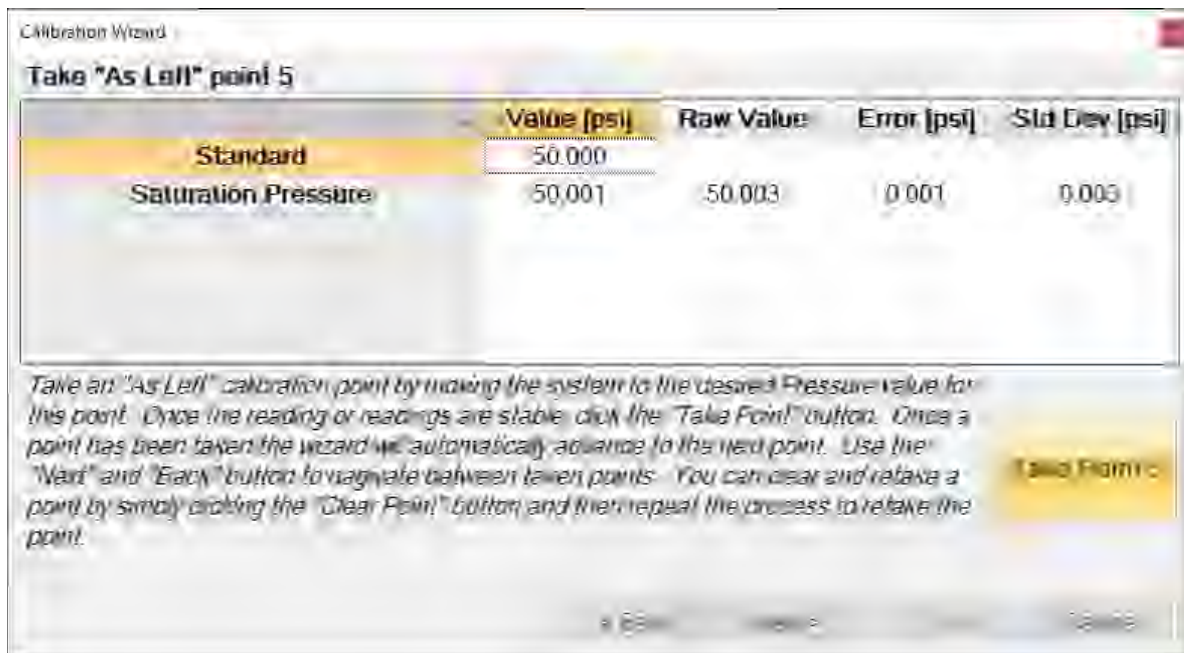 Calibration Wizard
Take "As Left" point 5
Value [psi] Raw Value Error [psi] Std Dev [psi]
Standard 50.000
Saturation Pressure 50.001 50.003 0.001
Take an "As Left" calibration point by moving the system to the desired Pressure value for
this point. Once the reading or readings are stable, click the "Take Point" button. Once a
point has been taken the wizard will automatically advance to the next point. Use the
"Next" and "Back" button to navigate between taken points. You can clear and retake a
point by simply clicking the "Clear Point" button and then repeat the process to retake the
point.
Take Point